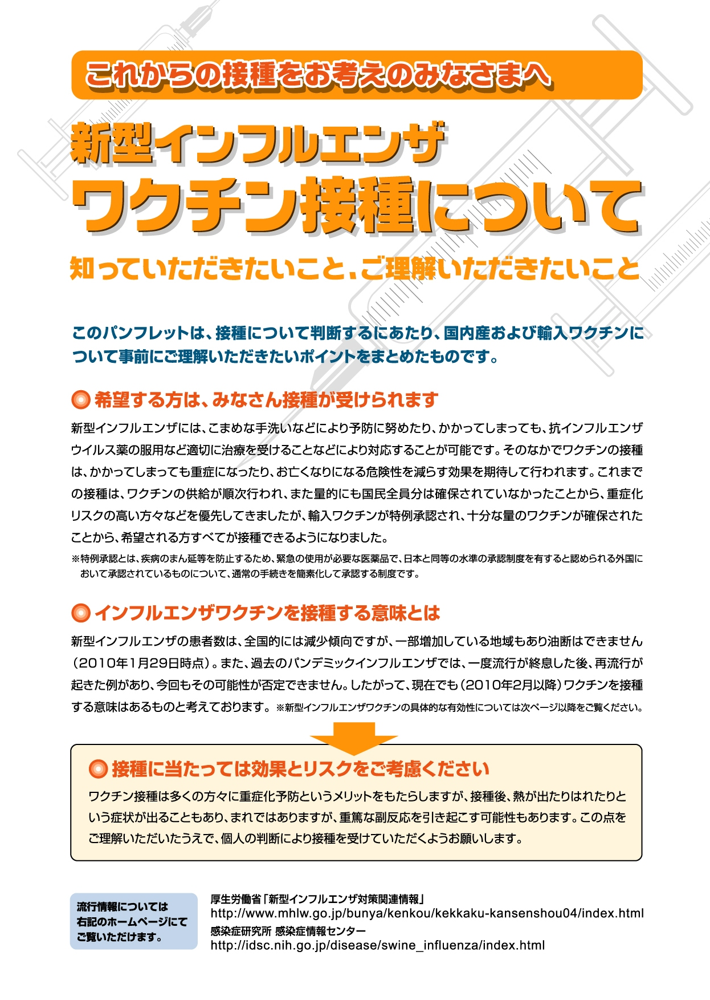 これからの接種をお考えのみなさまへ
新型インフルエンザ
ワクチン接種について
知っていただきたいこと、ご理解いただきたいこと
このパンフレットは、接種について判断するにあたり、国内産および輸入ワクチンに
ついて事前にご理解いただきたいポイントをまとめたものです。
希望する方は、みなさん接種が受けられます
新型インフルエンザには、こまめな手洗いなどにより予防に努めたり、かかってしまっても、抗インフルエンザ
ウイルス薬の服用など適切に治療を受けることなどにより対応することが可能です。そのなかでワクチンの接種
は、かかってしまっても重症になったり、お亡くなりになる危険性を減らす効果を期待して行われます。これまで
の接種は、ワクチンの供給が順次行われ、また量的にも国民全員分は確保されていなかったことから、重症化
リスクの高い方々などを優先してきましたが、輸入ワクチンが特例承認され、十分な量のワクチンが確保された
ことから、希望される方すべてが接種できるようになりました。
※特例承認とは、疾病のまん延等を防止するため、緊急の使用が必要な医薬品で、日本と同等の水準の承認制度を有すると認められる外国に
おいて承認されているものについて、通常の手続きを簡素化して承認する制度です。
インフルエンザワクチンを接種する意味とは
新型インフルエンザの患者数は、全国的には減少傾向ですが、一部増加している地域もあり油断はできません
（2010年1月29日時点）。また、過去のパンデミックインフルエンザでは、一度流行が終息した後、再流行が
起きた例があり、今回もその可能性が否定できません。したがって、現在でも（2010年2月以降）ワクチンを接種
する意味はあるものと考えております。※新型インフルエンザワクチンの具体的な有効性については次ページ以降をご覧ください。
接種に当たっては効果とリスクをご考慮ください
ワクチン接種は多くの方々に重症化予防というメリットをもたらしますが、接種後、熱が出たりはれたりと
いう症状が出ることもあり、まれではありますが、重篤な副反応を引き起こす可能性もあります。この点を
ご理解いただいたうえで、個人の判断により接種を受けていただくようお願いします。
流行情報については
右記のホームページにて
ご覧いただけます。
厚生労働省「新型インフルエンザ対策関連情報」
http://www.mhlw.go.jp/bunya/kenkou/kekkaku-kansenshou04/index.html
感染症研究所 感染症情報センター
http://idsc.nih.go.jp/disease/swine_influenza/index.html